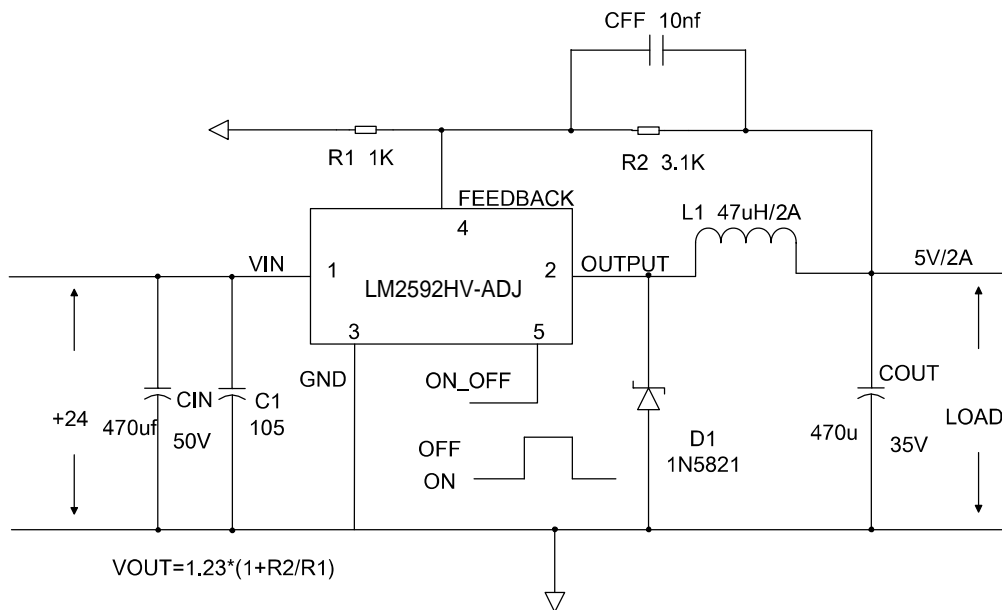 CFF 10nf
R1 1K
R2 3.1K
FEEDBACK
4
L1 47uH/2A
VIN
1
LM2592HV-ADJ
2
OUTPUT
5V/2A
3
5
GND
ON_OFF
+24
470uf
CIN
50V
C1
105
OFF
ON
D1
1N5821
COUT
470u
35V
LOAD
VOUT=1.23*(1+R2/R1)